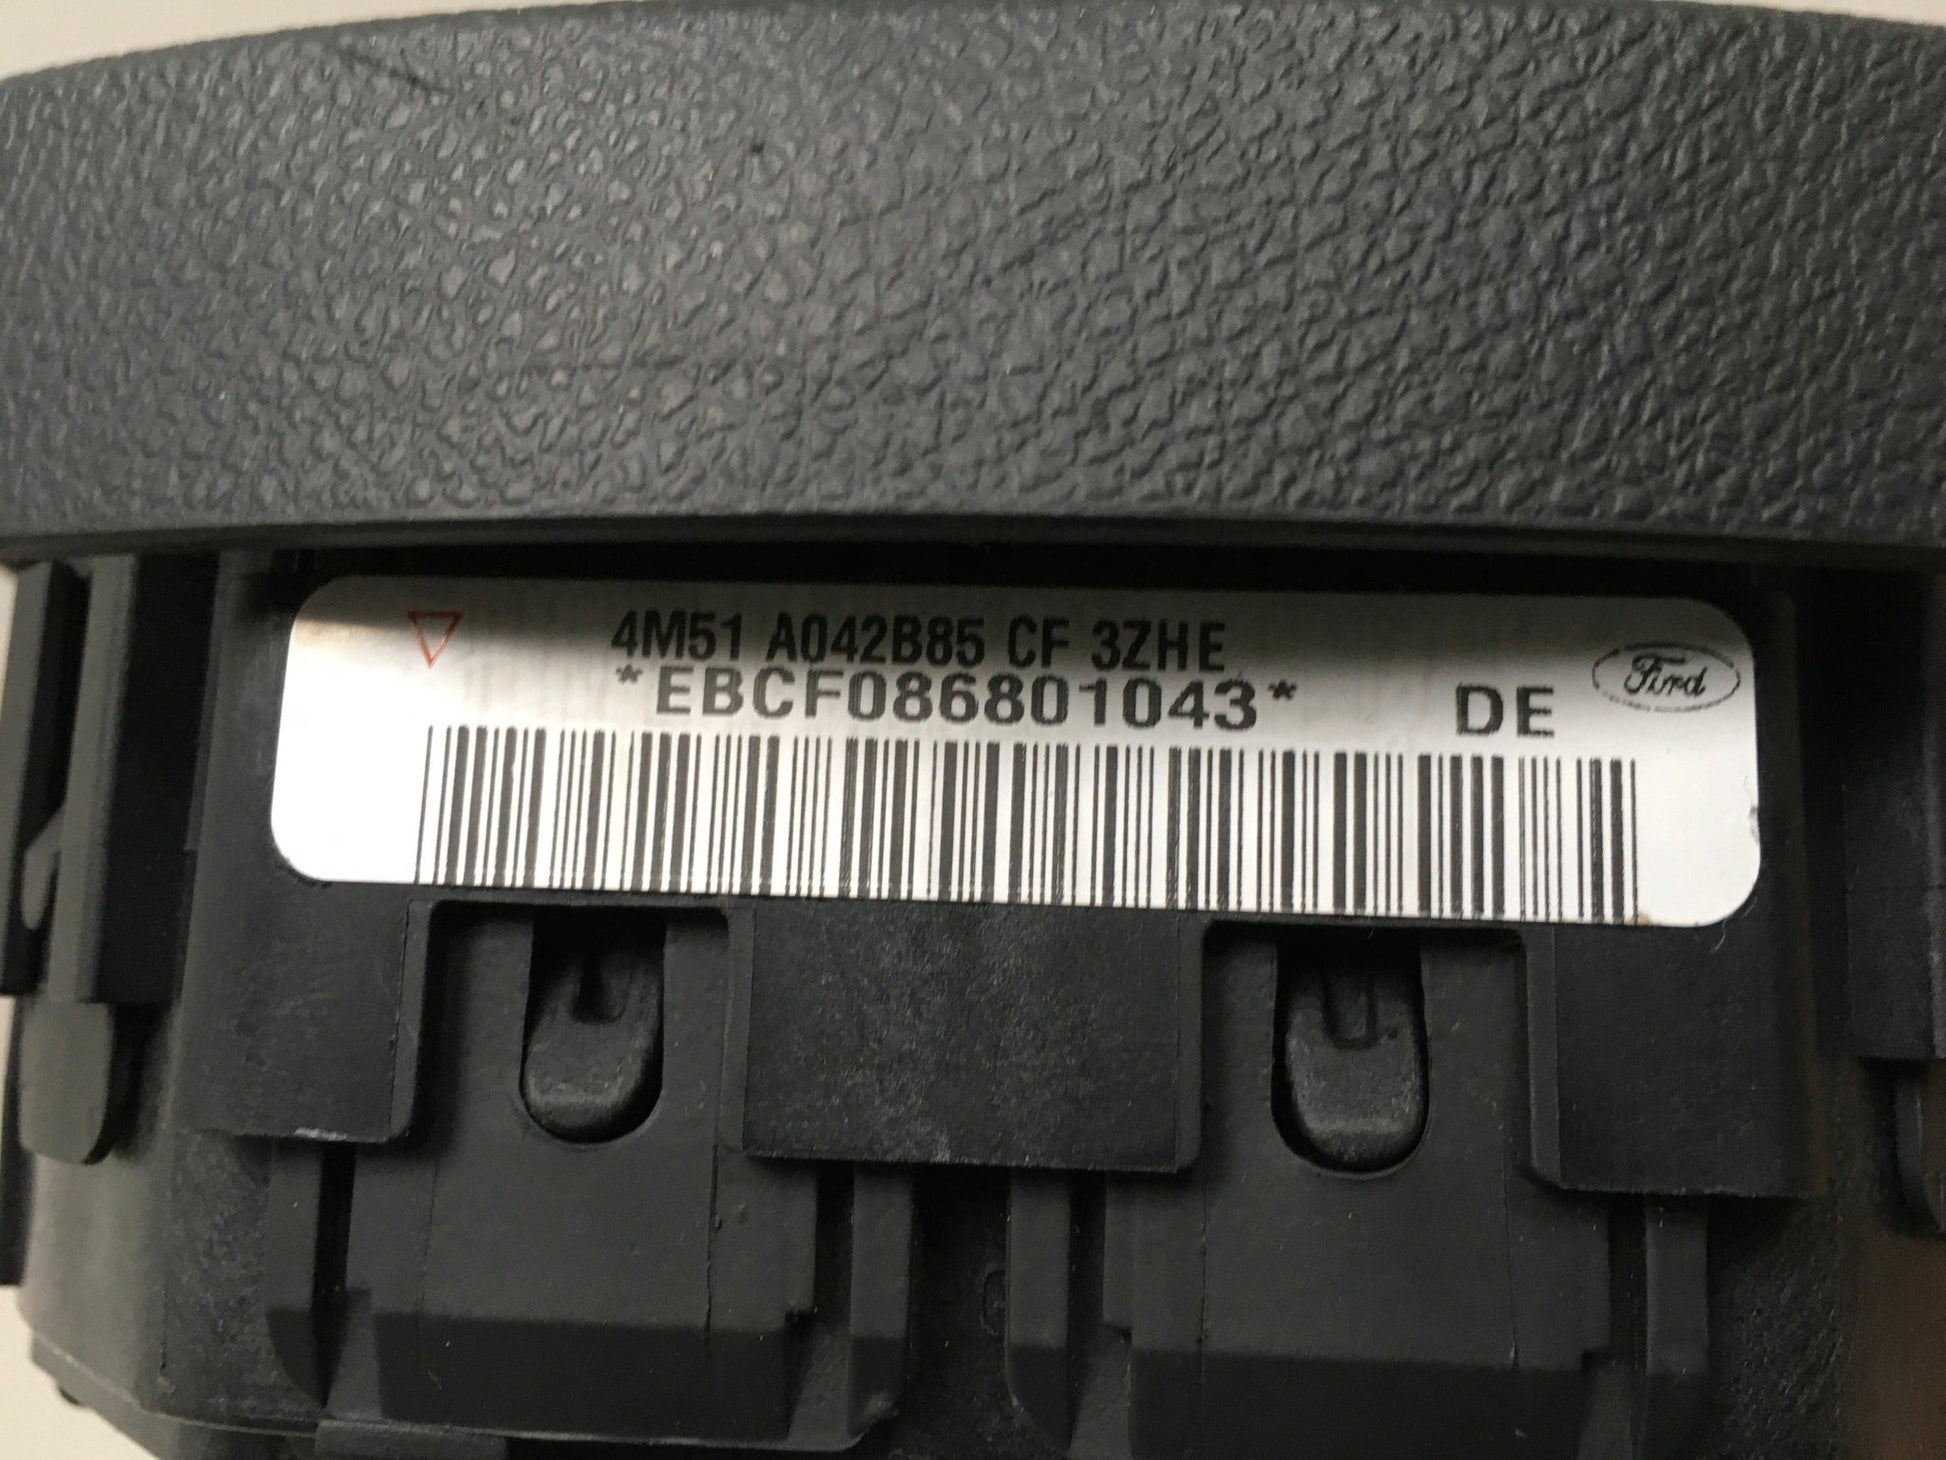 4M51 A042B85 CF 3ZHE
*EBCF086801043*
DE
Ford